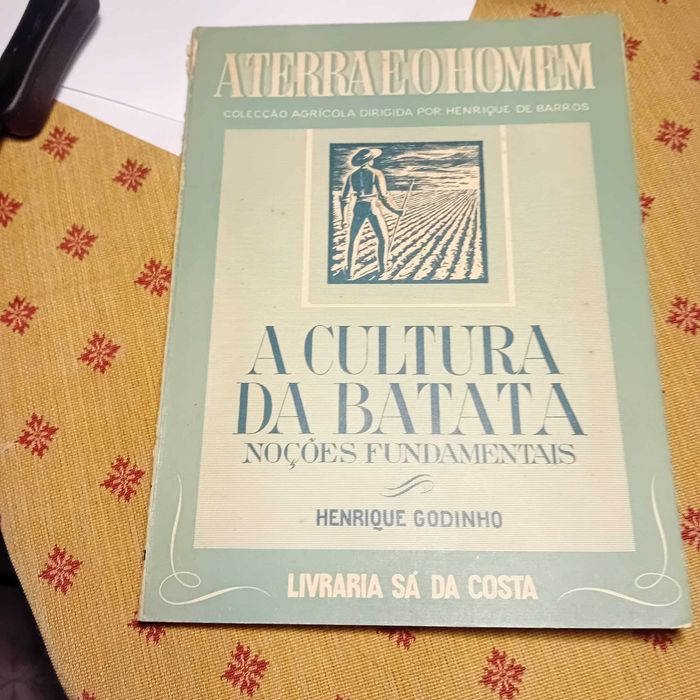 A TERRA E O HOMEM
COLECÇÃO AGRÍCOLA DIRIGIDA POR HENRIQUE DE BARROS
A CULTURA
DA BATATA
NOÇÕES FUNDAMENTAIS
HENRIQUE GODINHO
LIVRARIA SÁ DA COSTA